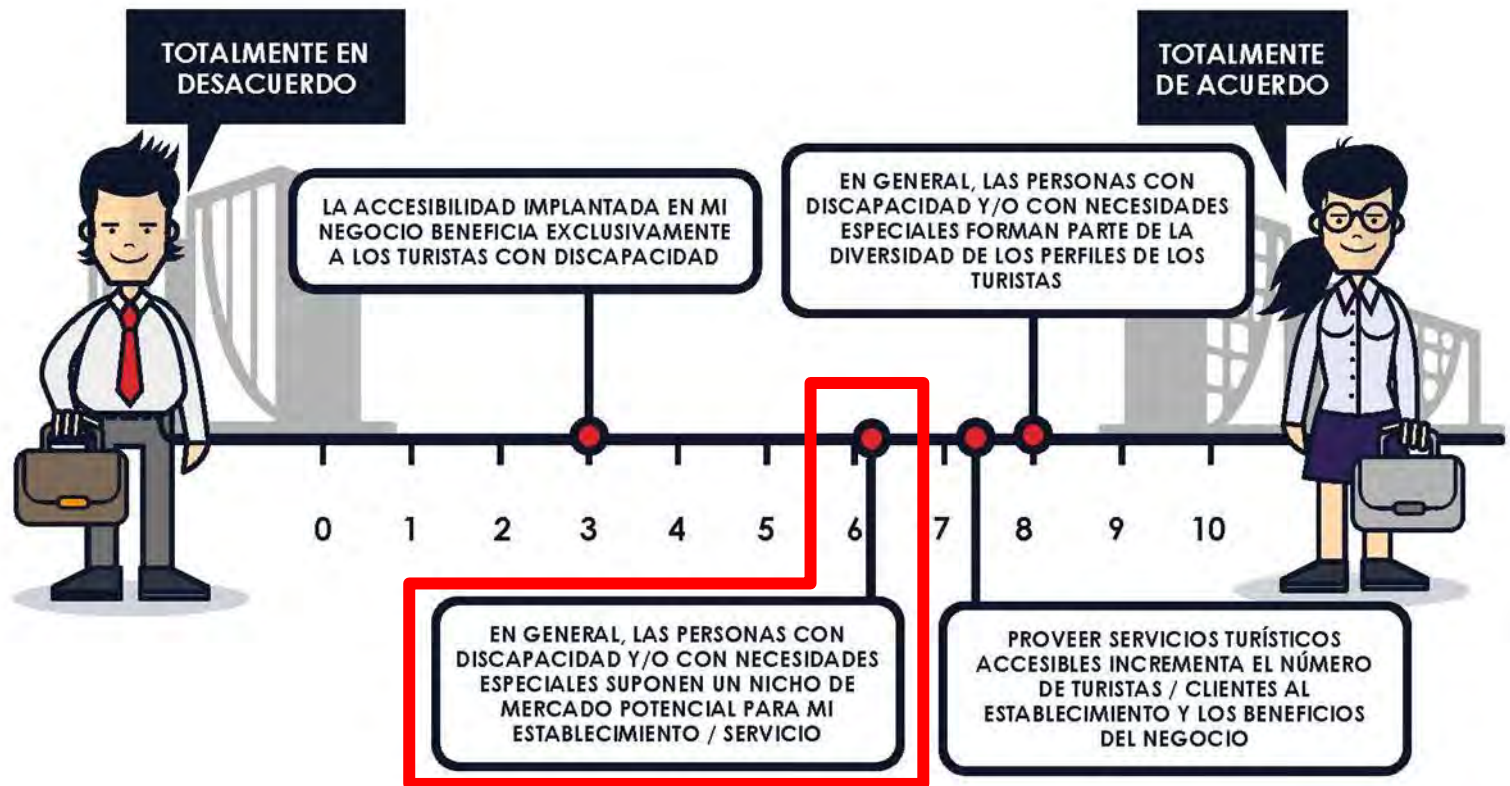 TOTALMENTE EN
DESACUERDO
TOTALMENTE
DE ACUERDO
LA ACCESIBILIDAD IMPLANTADA EN MI
NEGOCIO BENEFICIA EXCLUSIVAMENTE
A LOS TURISTAS CON DISCAPACIDAD
EN GENERAL, LAS PERSONAS CON
DISCAPACIDAD Y/O CON NECESIDADES
ESPECIALES FORMAN PARTE DE LA
DIVERSIDAD DE LOS PERFILES DE LOS
TURISTAS
0 1 2 3 4 5 6 7 8 9 10
EN GENERAL, LAS PERSONAS CON
DISCAPACIDAD Y/O CON NECESIDADES
ESPECIALES SUPONEN UN NICHO DE
MERCADO POTENCIAL PARA MI
ESTABLECIMIENTO / SERVICIO
PROVEER SERVICIOS TURÍSTICOS
ACCESIBLES INCREMENTA EL NÚMERO
DE TURISTAS / CLIENTES AL
ESTABLECIMIENTO Y LOS BENEFICIOS
DEL NEGOCIO